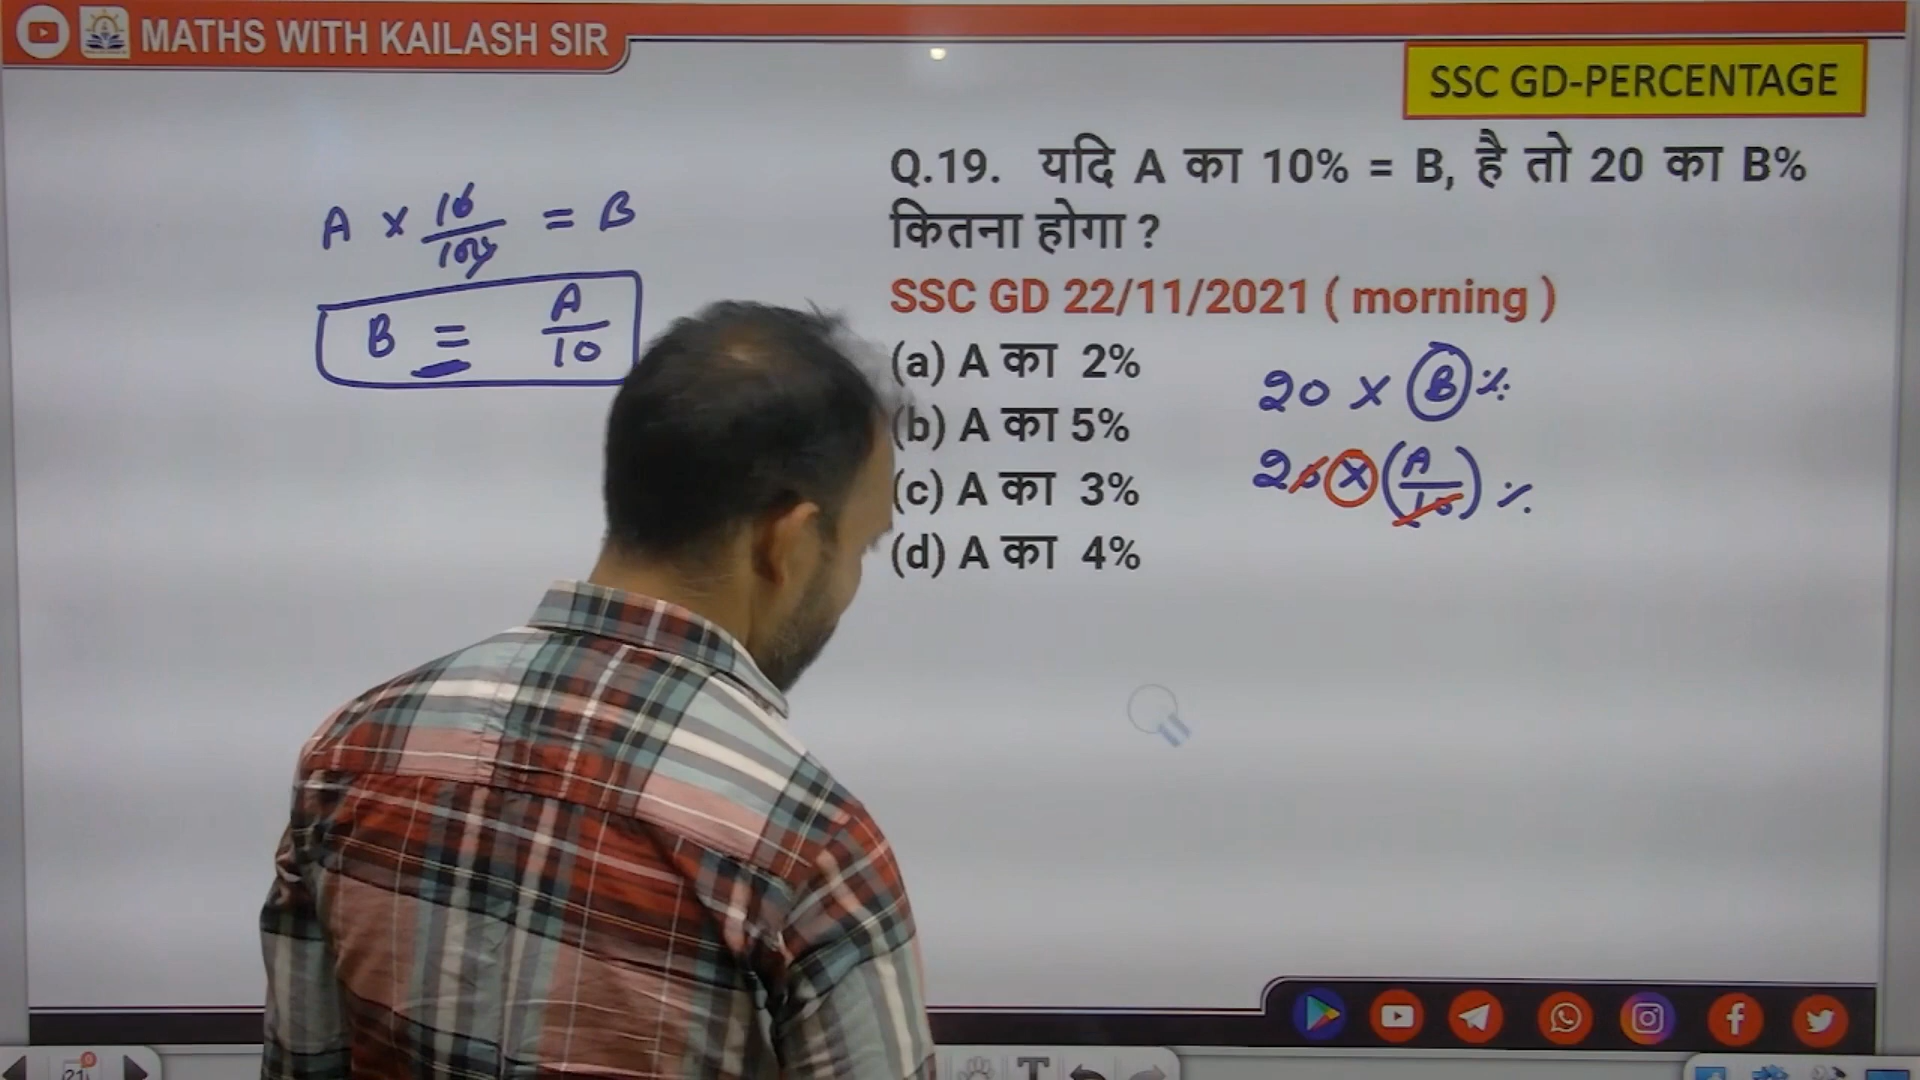 MATHS WITH KAILASH SIR
SSC GD-PERCENTAGE
Q.19. यदि A का 10% = B, है तो 20 का B%
कितना होगा ?
SSC GD 22/11/2021 ( morning )
(a) A का 2%
(b) A का 5%
(c) A का 3%
(d) A का 4%
A × 10/100 = B
B = A/10
20 × B %
20 × (A/10) %
21
T